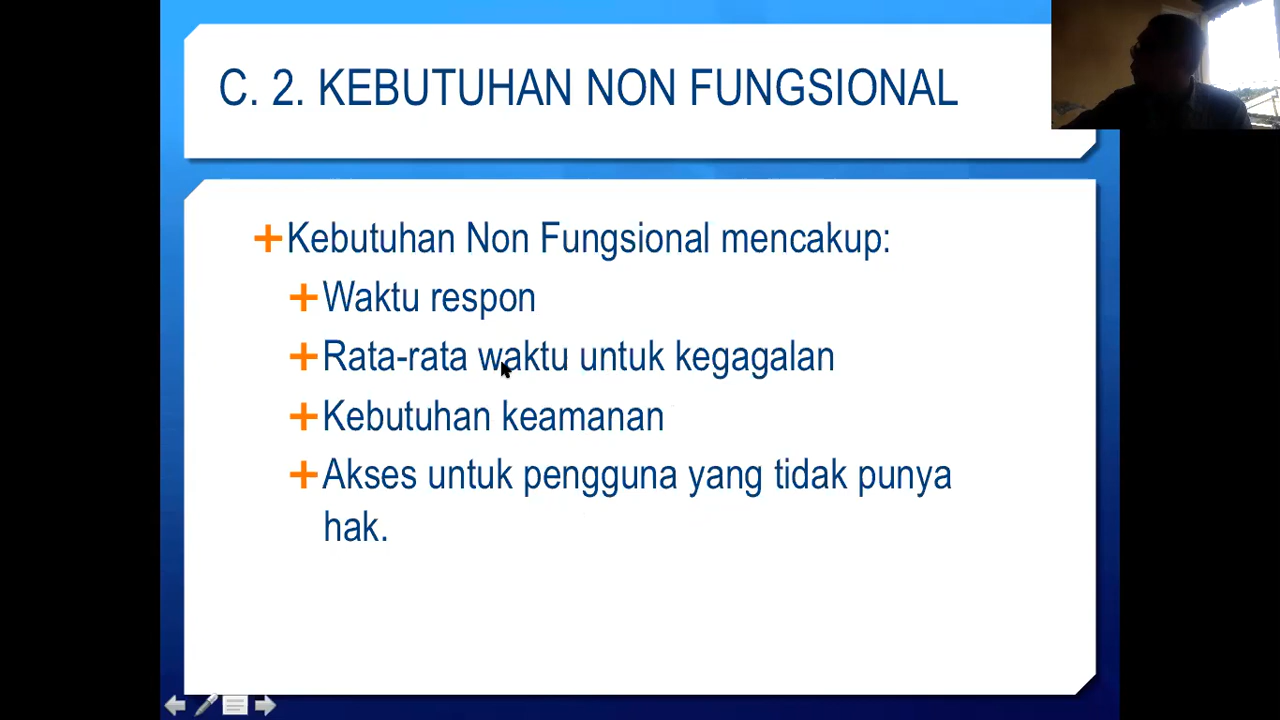 C. 2. KEBUTUHAN NON FUNGSIONAL
Kebutuhan Non Fungsional mencakup:
Waktu respon
Rata-rata waktu untuk kegagalan
Kebutuhan keamanan
Akses untuk pengguna yang tidak punya
hak.